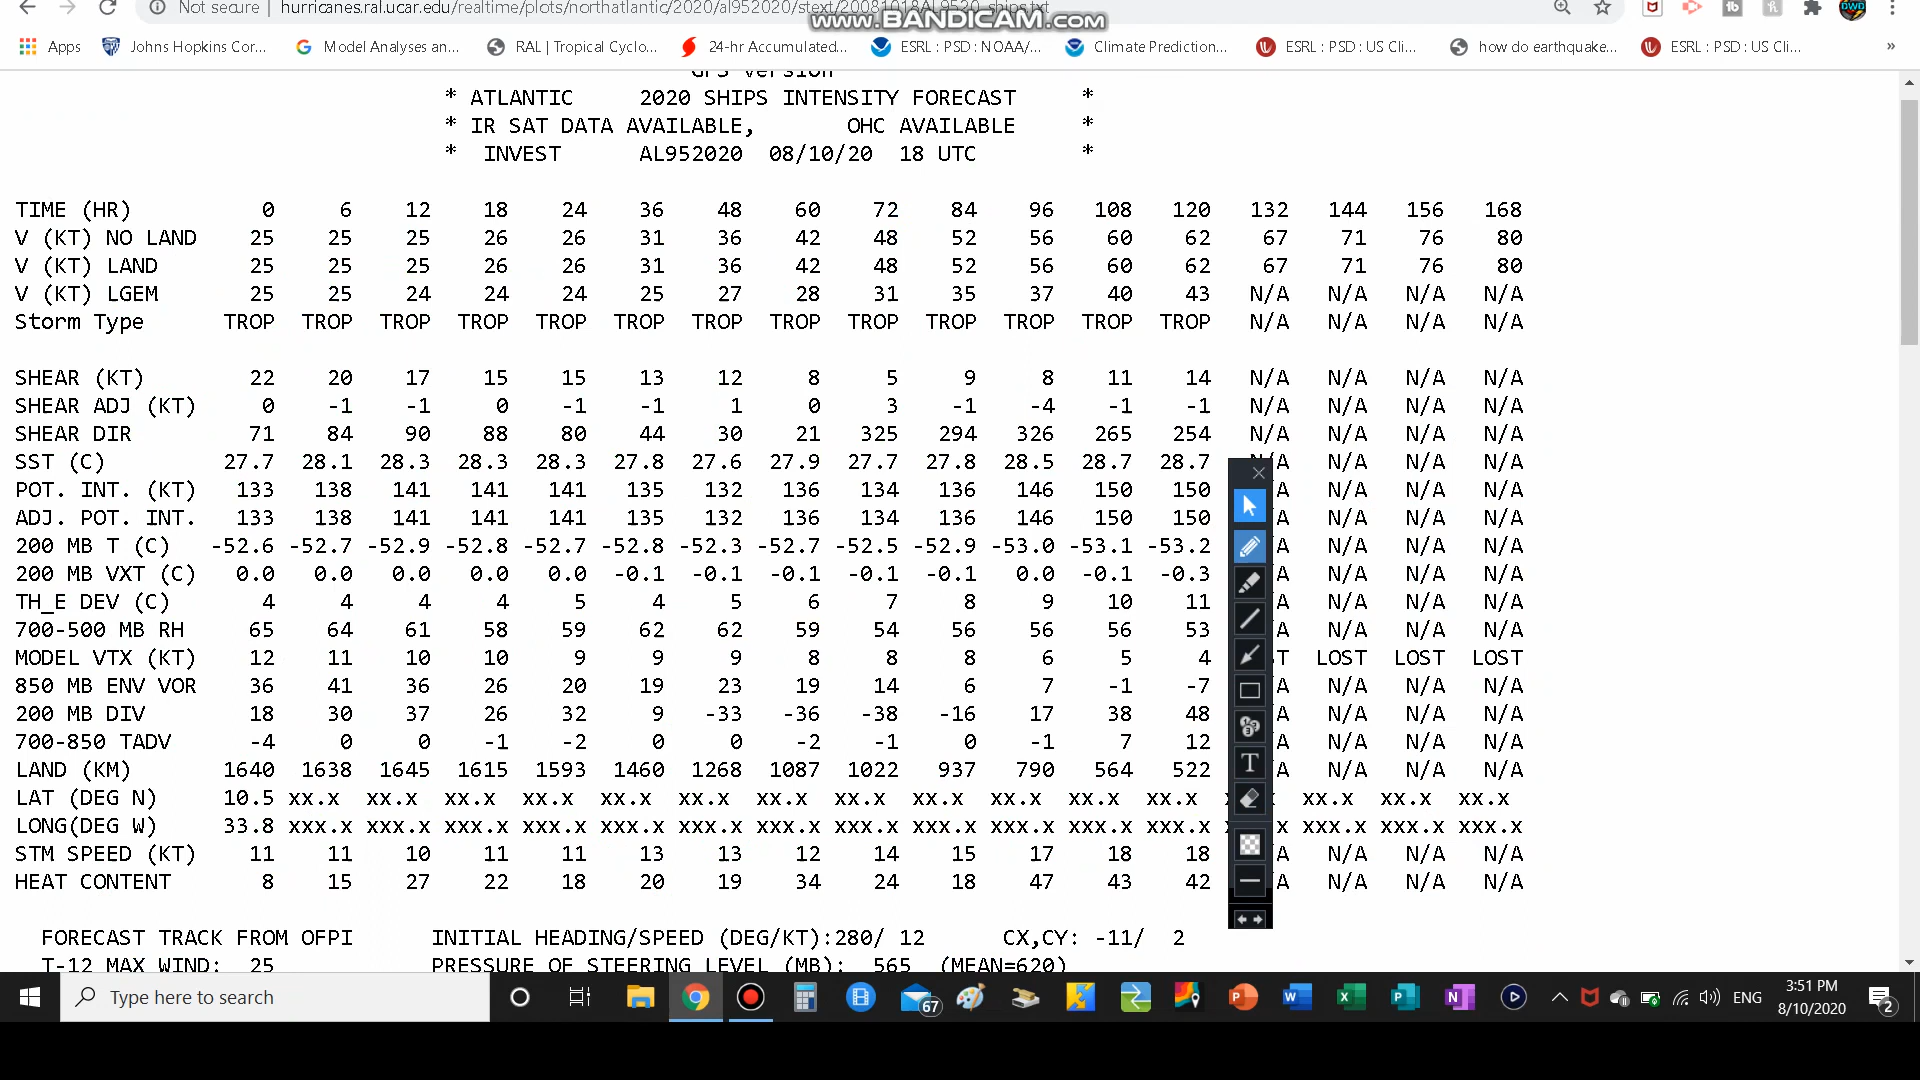 Not secure | hurricanes.ral.ucar.edu/realtime/plots/northatlantic/2020/al952020/stext/20081018AL9520_ships.txt
www.BANDICAM.com
Apps Johns Hopkins Cor... Model Analyses an... RAL | Tropical Cyclo... 24-hr Accumulated... ESRL : PSD : NOAA/... Climate Prediction... ESRL : PSD : US Cli... how do earthquake... ESRL : PSD : US Cli... »
GFS version
* ATLANTIC 2020 SHIPS INTENSITY FORECAST *
* IR SAT DATA AVAILABLE, OHC AVAILABLE *
* INVEST AL952020 08/10/20 18 UTC *
TIME (HR) 0 6 12 18 24 36 48 60 72 84 96 108 120 132 144 156 168
V (KT) NO LAND 25 25 25 26 26 31 36 42 48 52 56 60 62 67 71 76 80
V (KT) LAND 25 25 25 26 26 31 36 42 48 52 56 60 62 67 71 76 80
V (KT) LGEM 25 25 24 24 24 25 27 28 31 35 37 40 43 N/A N/A N/A N/A
Storm Type TROP TROP TROP TROP TROP TROP TROP TROP TROP TROP TROP TROP TROP N/A N/A N/A N/A
SHEAR (KT) 22 20 17 15 15 13 12 8 5 9 8 11 14 N/A N/A N/A N/A
SHEAR ADJ (KT) 0 -1 -1 0 -1 -1 1 0 3 -1 -4 -1 -1 N/A N/A N/A N/A
SHEAR DIR 71 84 90 88 80 44 30 21 325 294 326 265 254 N/A N/A N/A N/A
SST (C) 27.7 28.1 28.3 28.3 28.3 27.8 27.6 27.9 27.7 27.8 28.5 28.7 28.7 N/A N/A N/A N/A
POT. INT. (KT) 133 138 141 141 141 135 132 136 134 136 146 150 150 /A N/A N/A N/A
ADJ. POT. INT. 133 138 141 141 141 135 132 136 134 136 146 150 150 /A N/A N/A N/A
200 MB T (C) -52.6 -52.7 -52.9 -52.8 -52.7 -52.8 -52.3 -52.7 -52.5 -52.9 -53.0 -53.1 -53.2 /A N/A N/A N/A
200 MB VXT (C) 0.0 0.0 0.0 0.0 0.0 -0.1 -0.1 -0.1 -0.1 -0.1 0.0 -0.1 -0.3 /A N/A N/A N/A
TH_E DEV (C) 4 4 4 4 5 4 5 6 7 8 9 10 11 /A N/A N/A N/A
700-500 MB RH 65 64 61 58 59 62 62 59 54 56 56 56 53 /A N/A N/A N/A
MODEL VTX (KT) 12 11 10 10 9 9 9 8 8 8 6 5 4 T LOST LOST LOST
850 MB ENV VOR 36 41 36 26 20 19 23 19 14 6 7 -1 -7 /A N/A N/A N/A
200 MB DIV 18 30 37 26 32 9 -33 -36 -38 -16 17 38 48 /A N/A N/A N/A
700-850 TADV -4 0 0 -1 -2 0 0 -2 -1 0 -1 7 12 /A N/A N/A N/A
LAND (KM) 1640 1638 1645 1615 1593 1460 1268 1087 1022 937 790 564 522 /A N/A N/A N/A
LAT (DEG N) 10.5 xx.x xx.x xx.x xx.x xx.x xx.x xx.x xx.x xx.x xx.x xx.x xx.x x xx.x xx.x xx.x
LONG(DEG W) 33.8 xxx.x xxx.x xxx.x xxx.x xxx.x xxx.x xxx.x xxx.x xxx.x xxx.x xxx.x xxx.x x xxx.x xxx.x xxx.x
STM SPEED (KT) 11 11 10 11 11 13 13 12 14 15 17 18 18 /A N/A N/A N/A
HEAT CONTENT 8 15 27 22 18 20 19 34 24 18 47 43 42 /A N/A N/A N/A
FORECAST TRACK FROM OFPI INITIAL HEADING/SPEED (DEG/KT):280/ 12 CX,CY: -11/ 2
T-12 MAX WIND: 25 PRESSURE OF STEERING LEVEL (MB): 565 (MEAN=620)
Type here to search
67
ENG
3:51 PM
8/10/2020
2